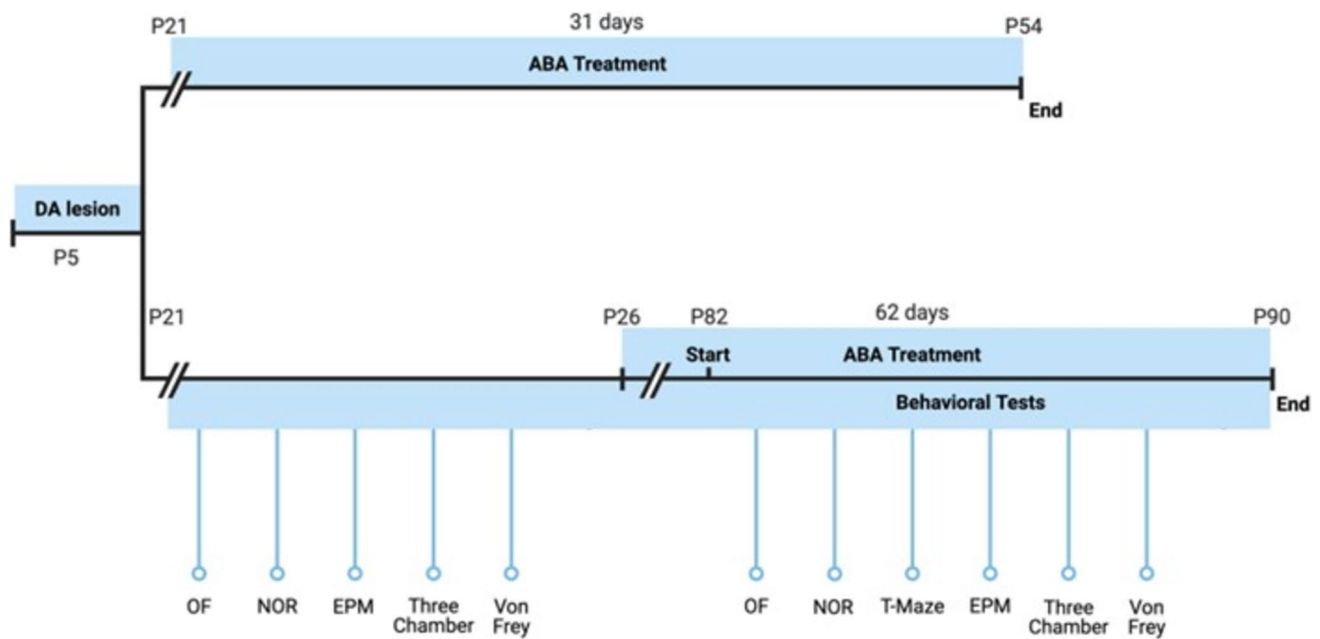 P21 31 days P54
ABA Treatment
End
DA lesion
P5
P21 P26 P82 62 days P90
Start ABA Treatment
Behavioral Tests
End
OF NOR EPM Three Chamber Von Frey OF NOR T-Maze EPM Three Chamber Von Frey